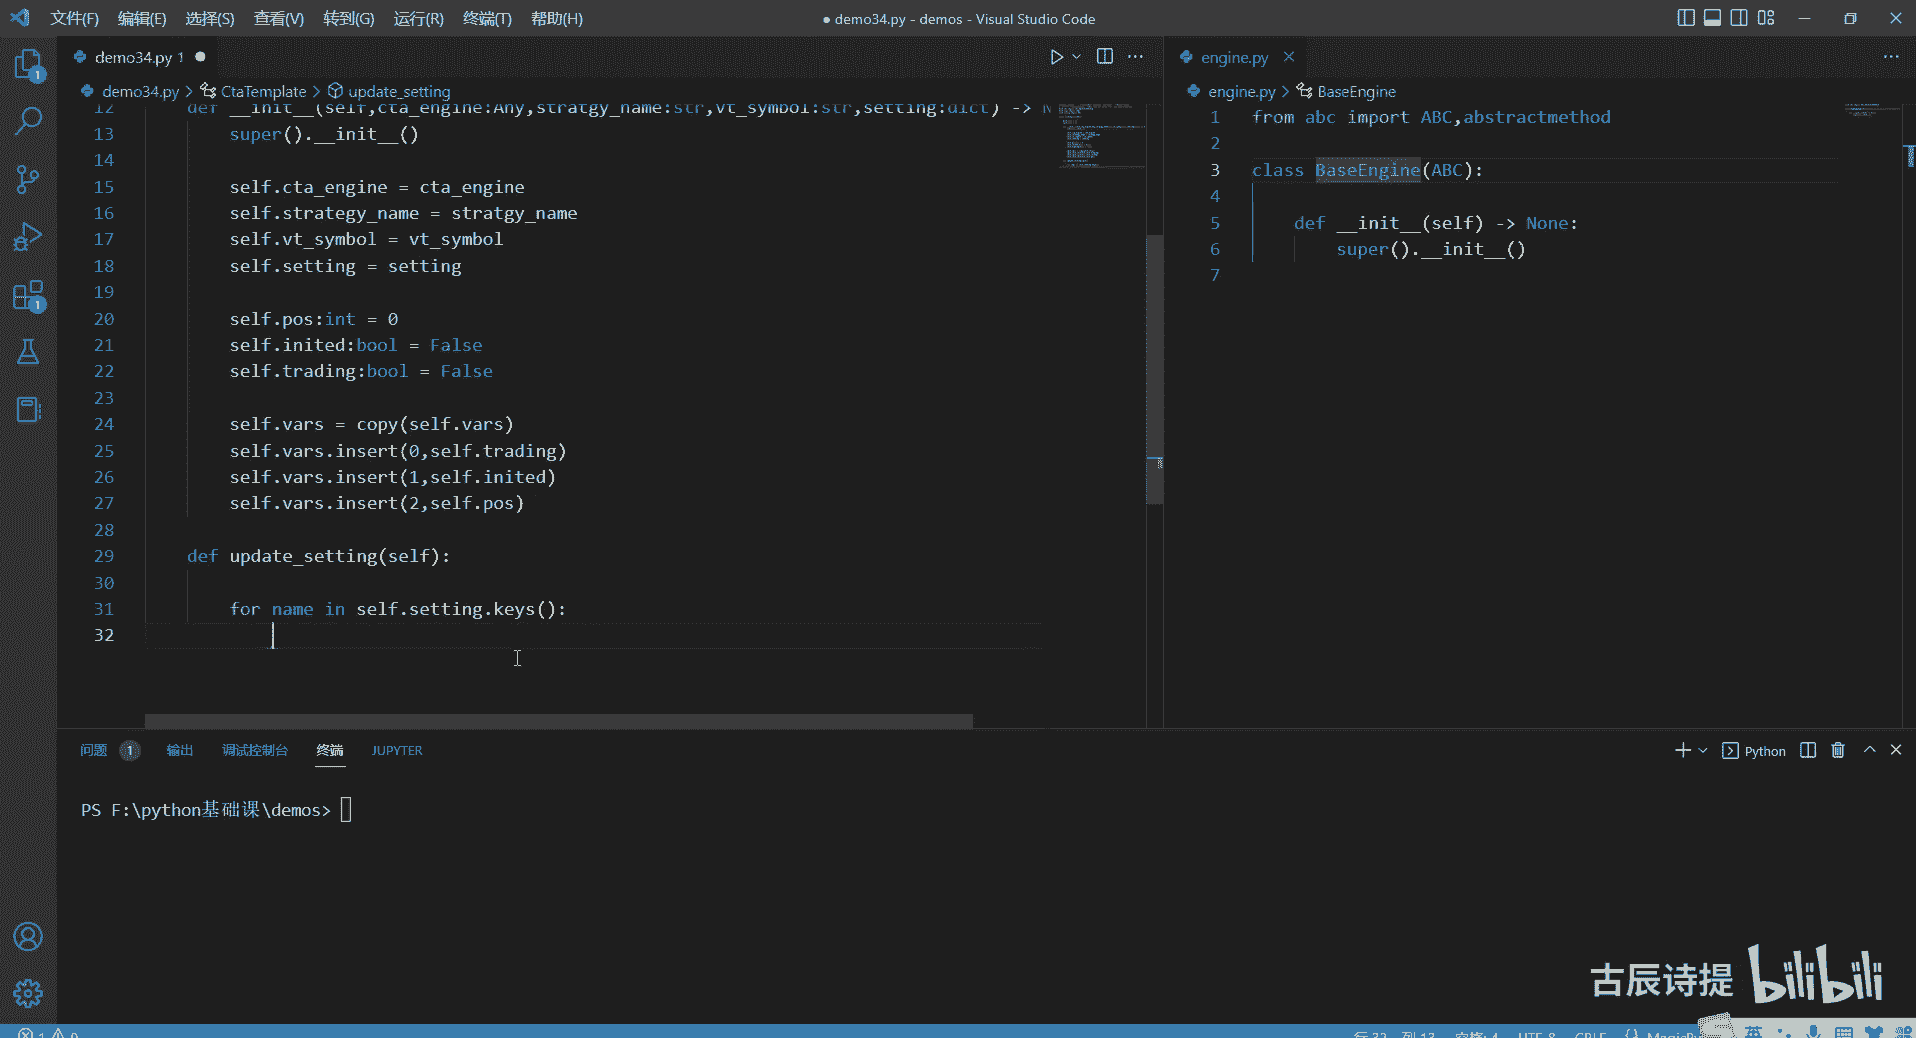 文件(F) 编辑(E) 选择(S) 查看(V) 转到(G) 运行(R) 终端(T) 帮助(H)
● demo34.py - demos - Visual Studio Code
demo34.py 1
demo34.py > CtaTemplate > update_setting
12 def __init__(self,cta_engine:Any,stratgy_name:str,vt_symbol:str,setting:dict) -> N
13 super().__init__()
14
15 self.cta_engine = cta_engine
16 self.strategy_name = stratgy_name
17 self.vt_symbol = vt_symbol
18 self.setting = setting
19
20 self.pos:int = 0
21 self.inited:bool = False
22 self.trading:bool = False
23
24 self.vars = copy(self.vars)
25 self.vars.insert(0,self.trading)
26 self.vars.insert(1,self.inited)
27 self.vars.insert(2,self.pos)
28
29 def update_setting(self):
30
31 for name in self.setting.keys():
32
engine.py
engine.py > BaseEngine
1 from abc import ABC,abstractmethod
2
3 class BaseEngine(ABC):
4
5 def __init__(self) -> None:
6 super().__init__()
7
1
1
问题 1 输出 调试控制台 终端 JUPYTER
Python
PS F:\python基础课\demos>
古辰诗提 bilibili
行 32, 列 13 空格: 4 UTF-8 CRLF
英